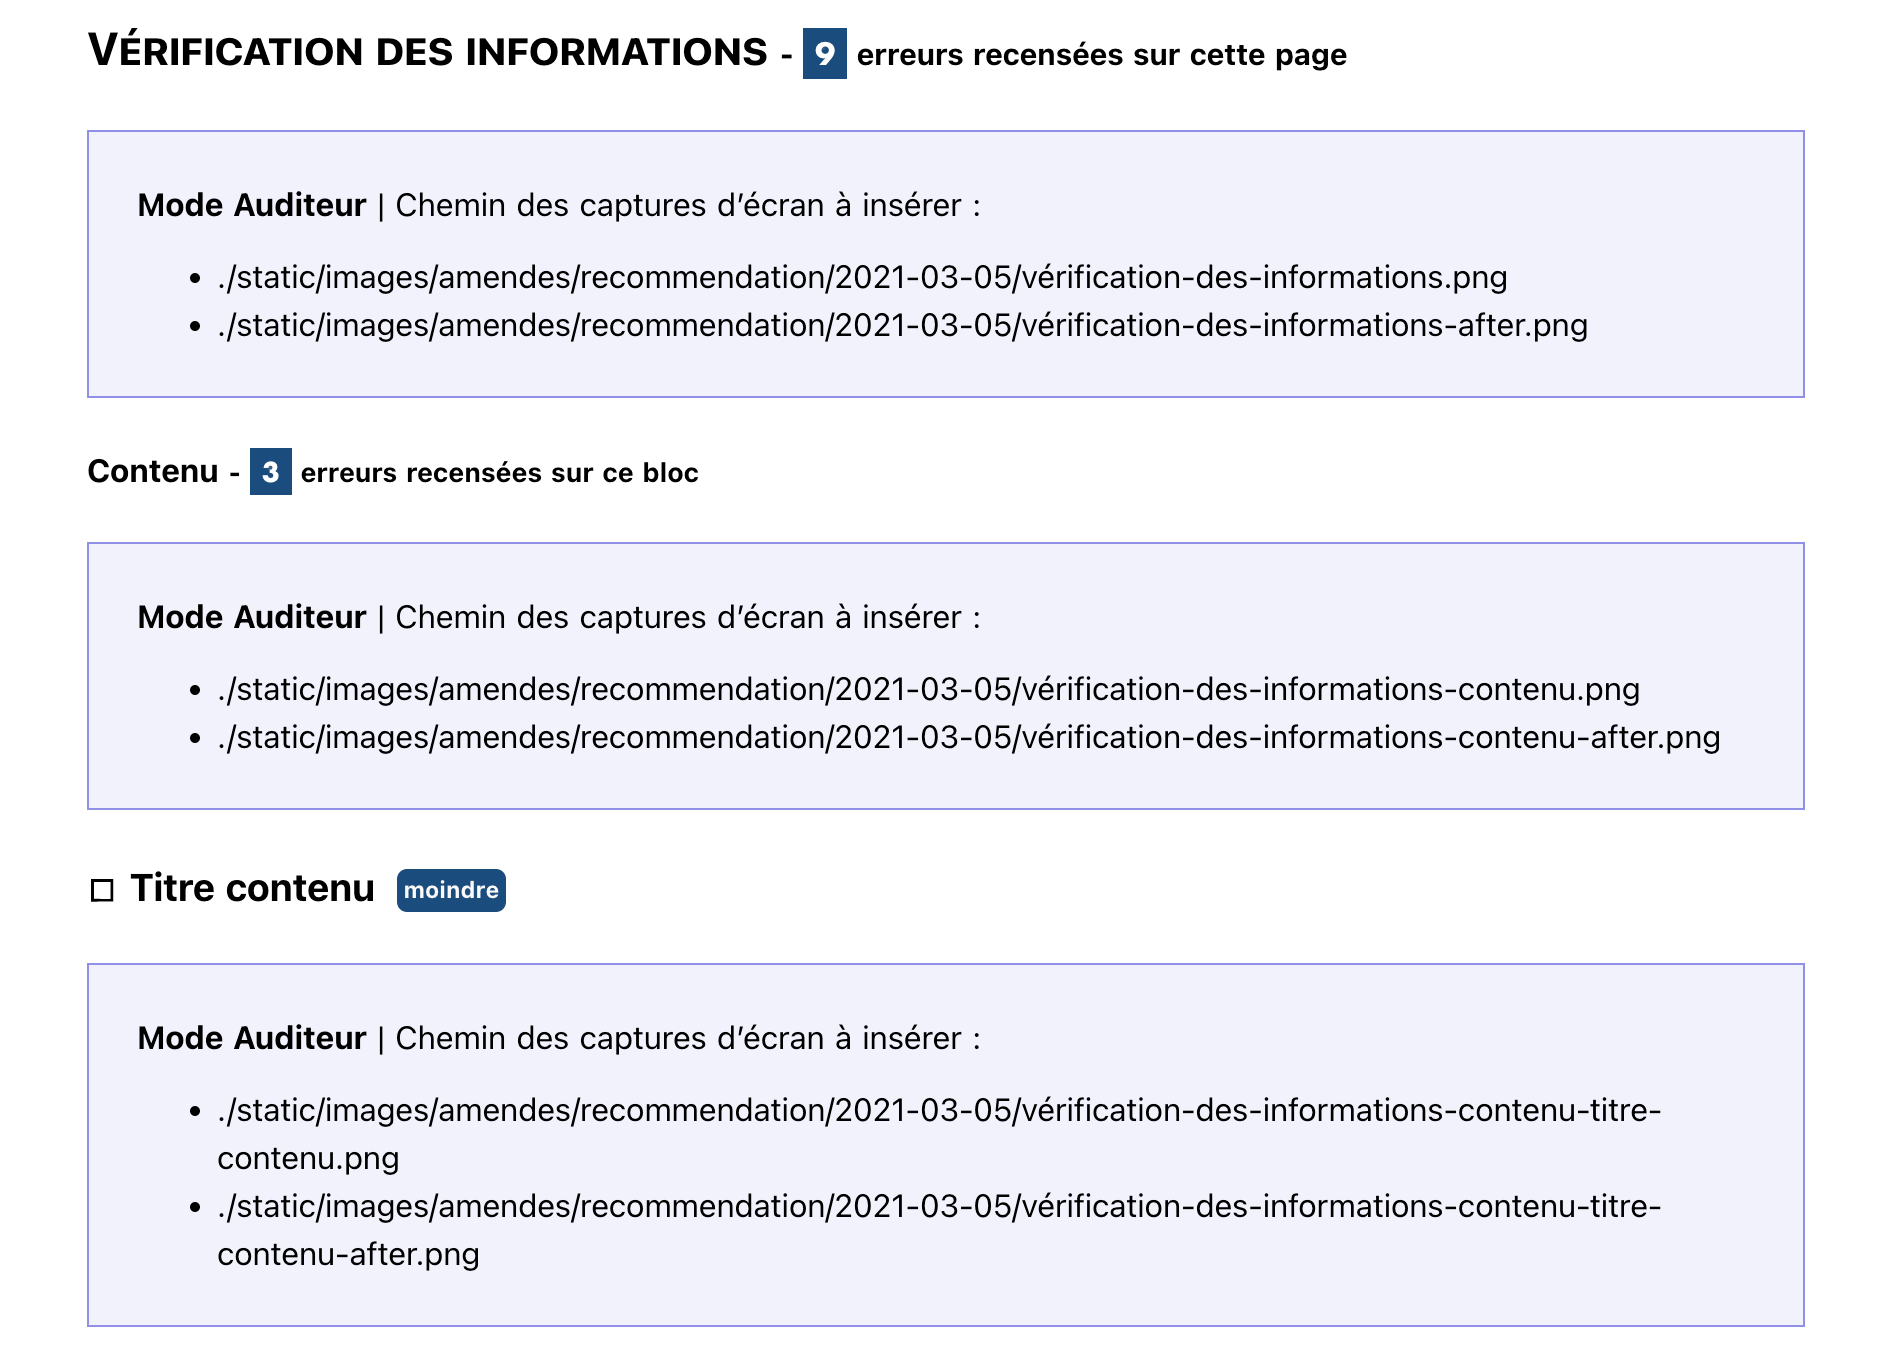 VÉRIFICATION DES INFORMATIONS - 9 erreurs recensées sur cette page
Mode Auditeur | Chemin des captures d’écran à insérer :
• ./static/images/amendes/recommendation/2021-03-05/vérification-des-informations.png
• ./static/images/amendes/recommendation/2021-03-05/vérification-des-informations-after.png
Contenu - 3 erreurs recensées sur ce bloc
Mode Auditeur | Chemin des captures d’écran à insérer :
• ./static/images/amendes/recommendation/2021-03-05/vérification-des-informations-contenu.png
• ./static/images/amendes/recommendation/2021-03-05/vérification-des-informations-contenu-after.png
☐ Titre contenu moindre
Mode Auditeur | Chemin des captures d’écran à insérer :
• ./static/images/amendes/recommendation/2021-03-05/vérification-des-informations-contenu-titre-
contenu.png
• ./static/images/amendes/recommendation/2021-03-05/vérification-des-informations-contenu-titre-
contenu-after.png